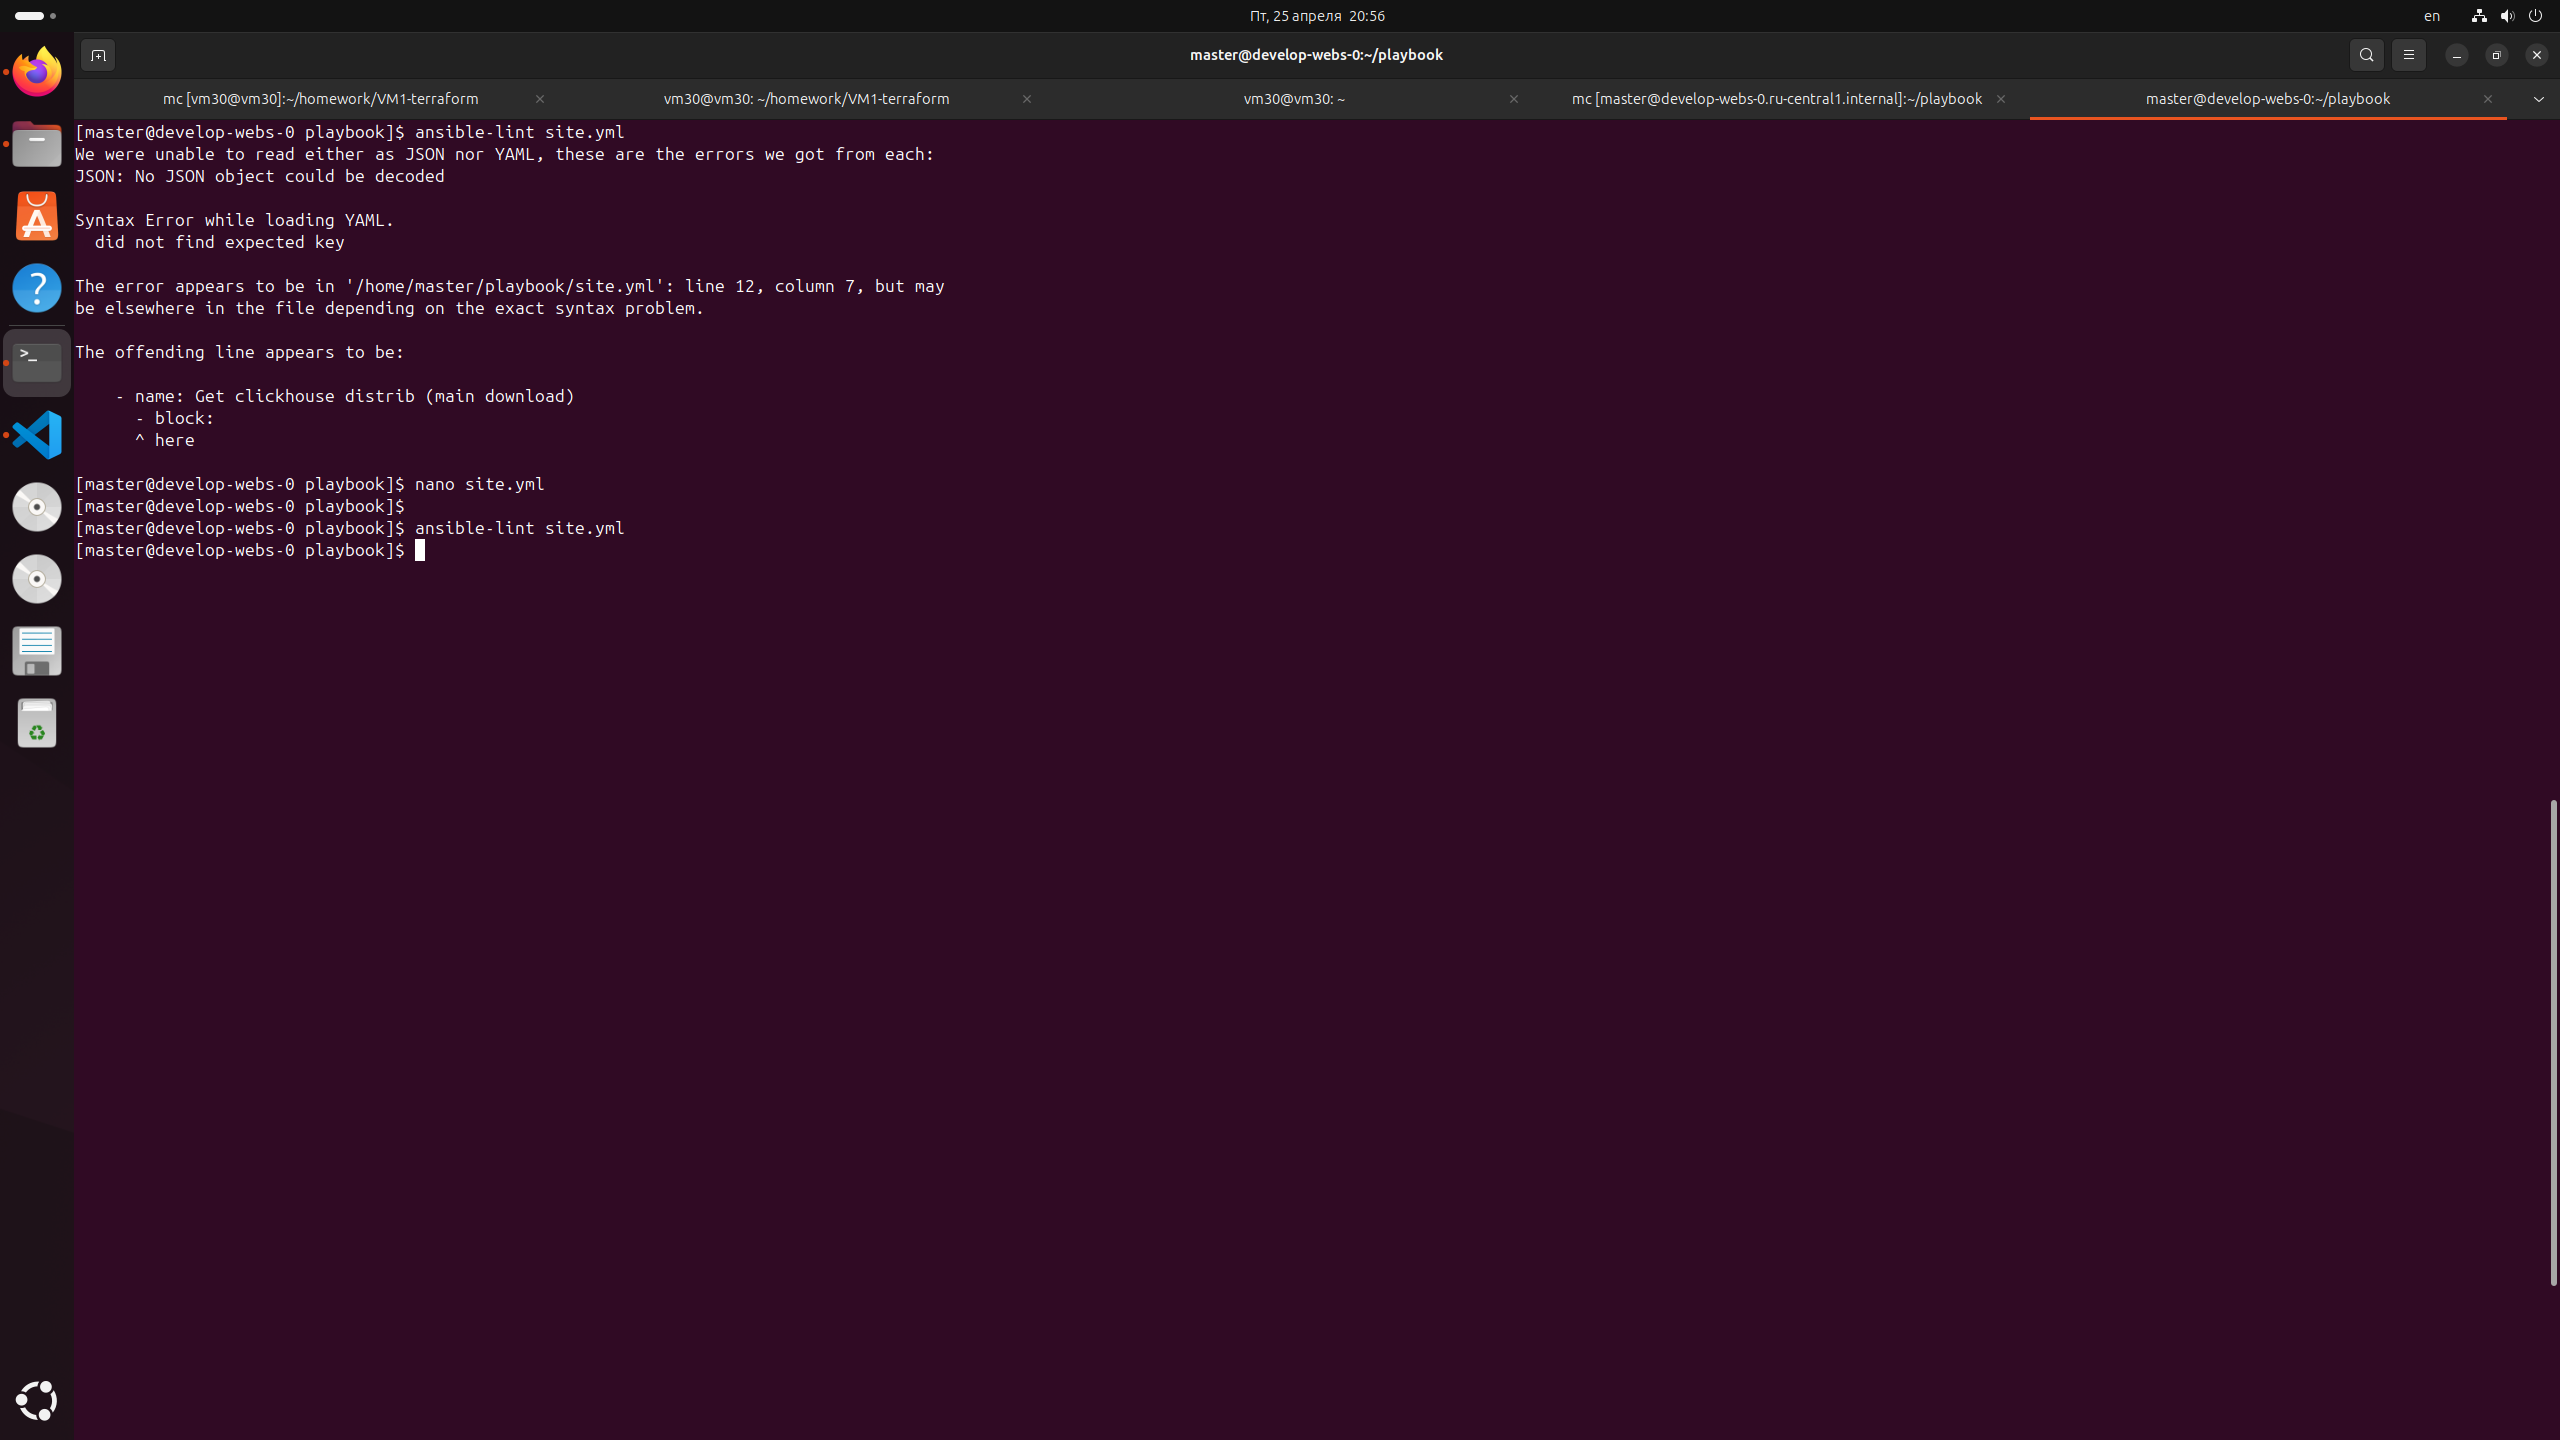 Пт, 25 апреля 20:56
en
master@develop-webs-0:~/playbook
mc [vm30@vm30]:~/homework/VM1-terraform
vm30@vm30: ~/homework/VM1-terraform
vm30@vm30: ~
mc [master@develop-webs-0.ru-central1.internal]:~/playbook
master@develop-webs-0:~/playbook
[master@develop-webs-0 playbook]$ ansible-lint site.yml
We were unable to read either as JSON nor YAML, these are the errors we got from each:
JSON: No JSON object could be decoded
Syntax Error while loading YAML.
  did not find expected key
The error appears to be in '/home/master/playbook/site.yml': line 12, column 7, but may
be elsewhere in the file depending on the exact syntax problem.
The offending line appears to be:
    - name: Get clickhouse distrib (main download)
      - block:
      ^ here
[master@develop-webs-0 playbook]$ nano site.yml
[master@develop-webs-0 playbook]$
[master@develop-webs-0 playbook]$ ansible-lint site.yml
[master@develop-webs-0 playbook]$